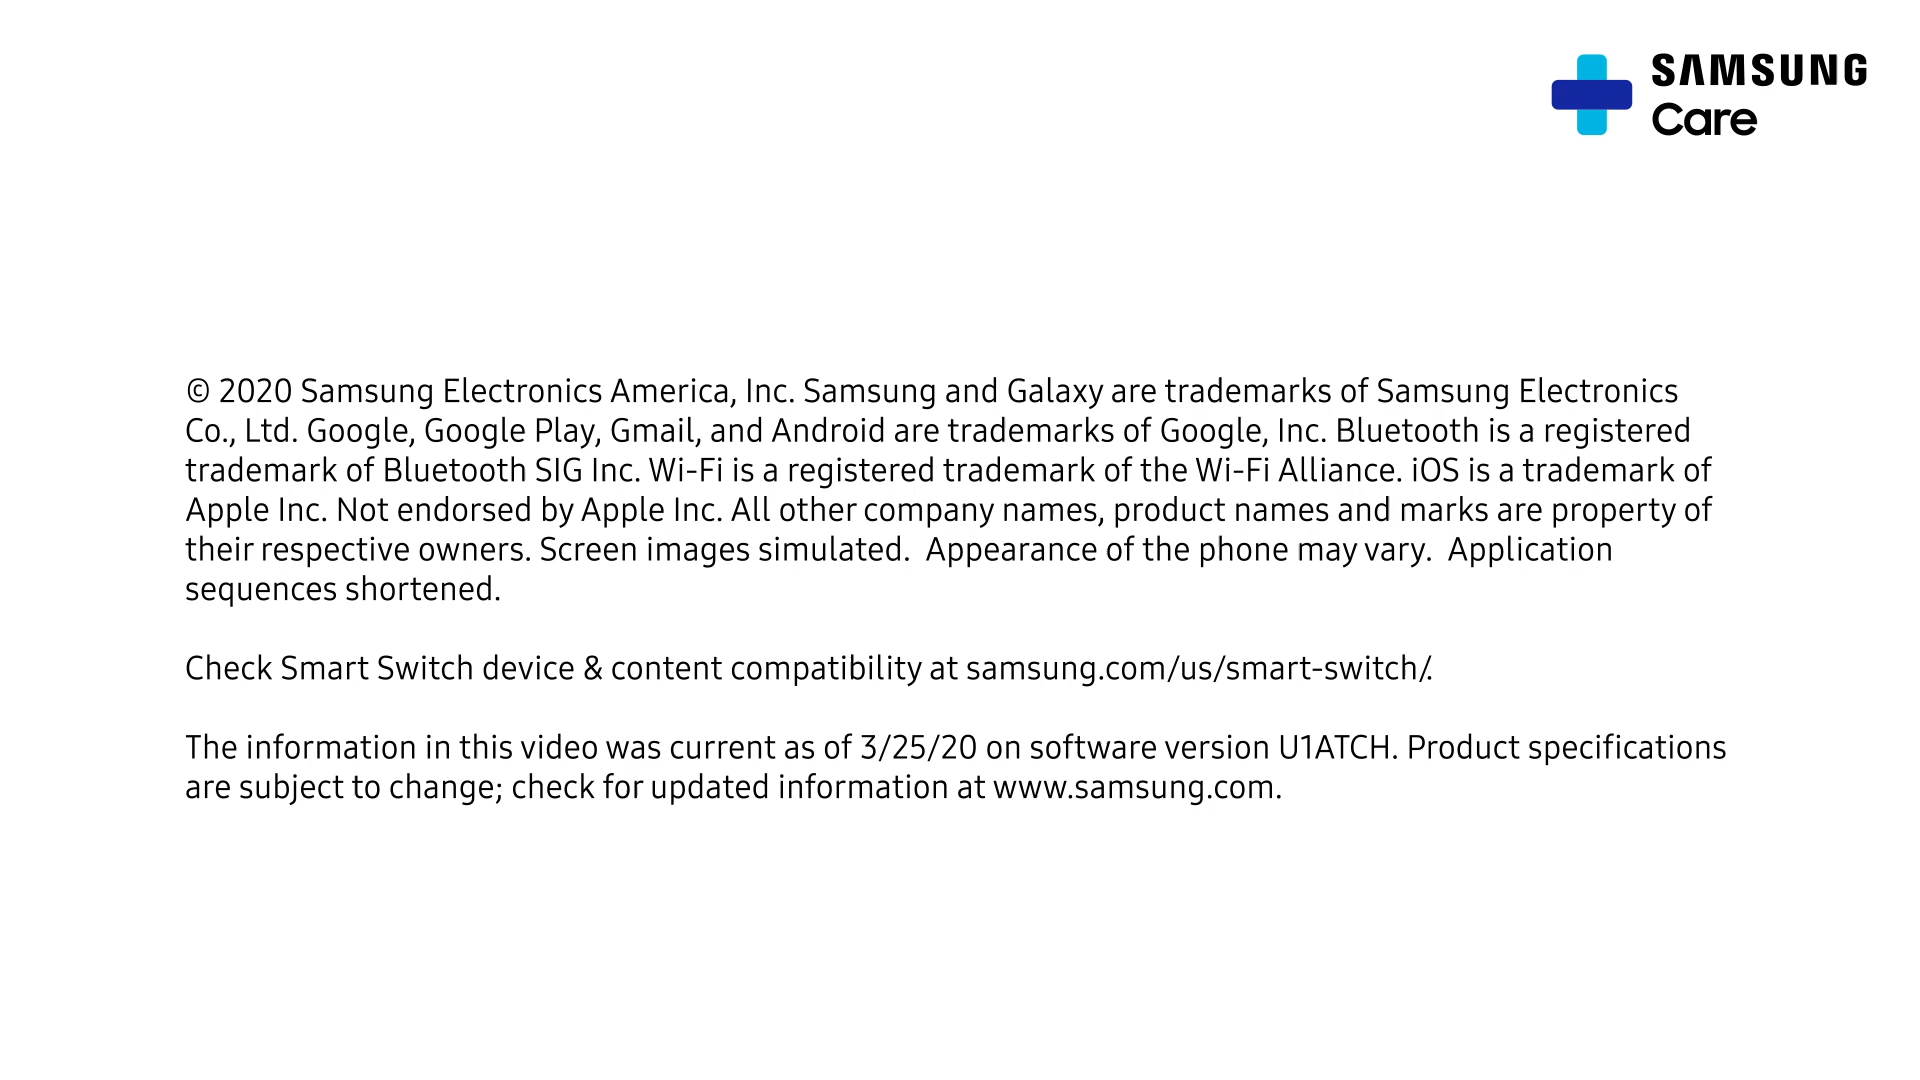 SAMSUNG
Care
© 2020 Samsung Electronics America, Inc. Samsung and Galaxy are trademarks of Samsung Electronics
Co., Ltd. Google, Google Play, Gmail, and Android are trademarks of Google, Inc. Bluetooth is a registered
trademark of Bluetooth SIG Inc. Wi-Fi is a registered trademark of the Wi-Fi Alliance. iOS is a trademark of
Apple Inc. Not endorsed by Apple Inc. All other company names, product names and marks are property of
their respective owners. Screen images simulated.  Appearance of the phone may vary.  Application
sequences shortened.
Check Smart Switch device & content compatibility at samsung.com/us/smart-switch/.
The information in this video was current as of 3/25/20 on software version U1ATCH. Product specifications
are subject to change; check for updated information at www.samsung.com.